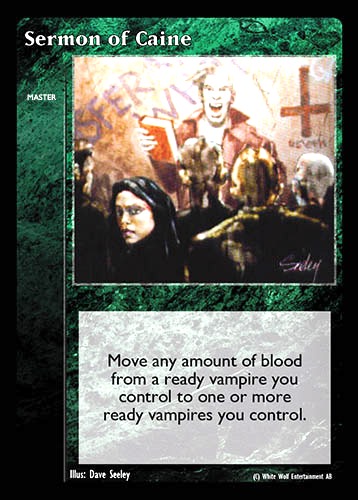 Sermon of Caine
MASTER
Seeley
Move any amount of blood
from a ready vampire you
control to one or more
ready vampires you control.
Illus: Dave Seeley
(C) White Wolf Entertainment AB